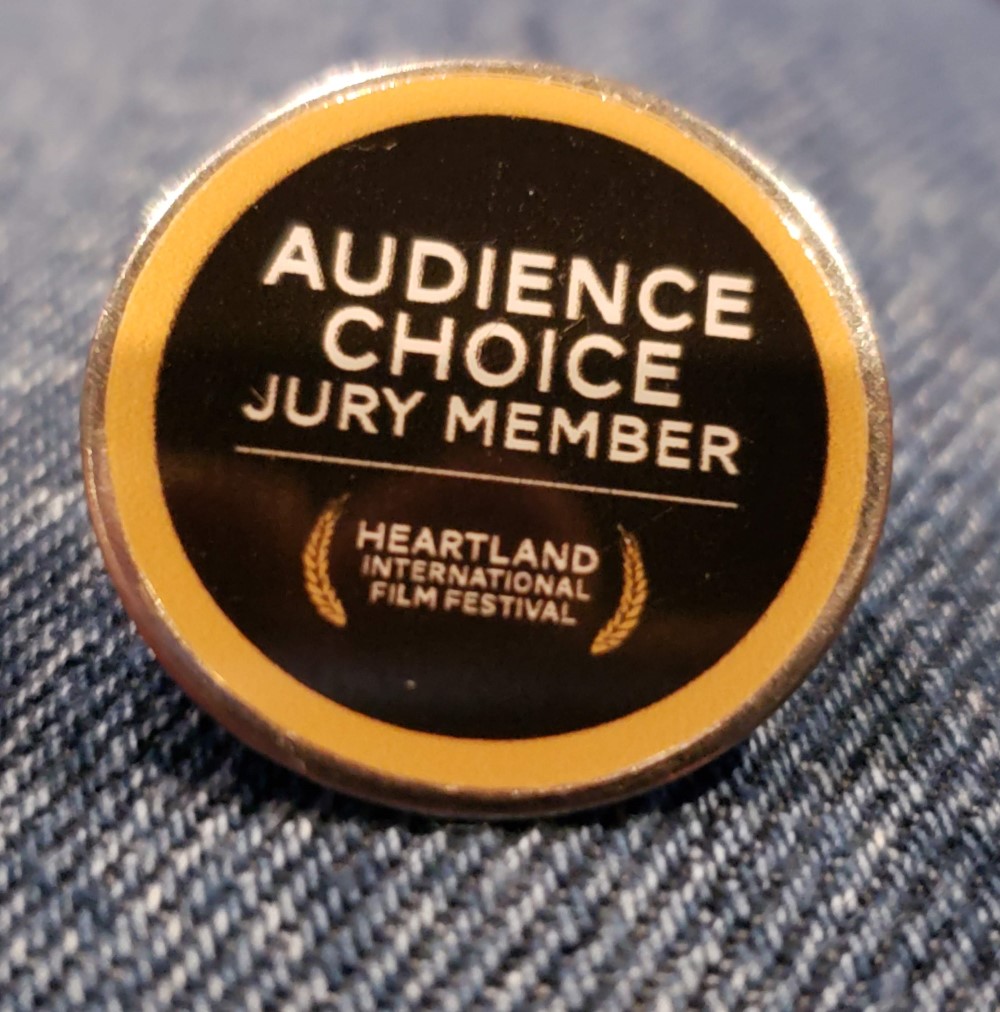 AUDIENCE
CHOICE
JURY MEMBER
HEARTLAND
INTERNATIONAL
FILM FESTIVAL